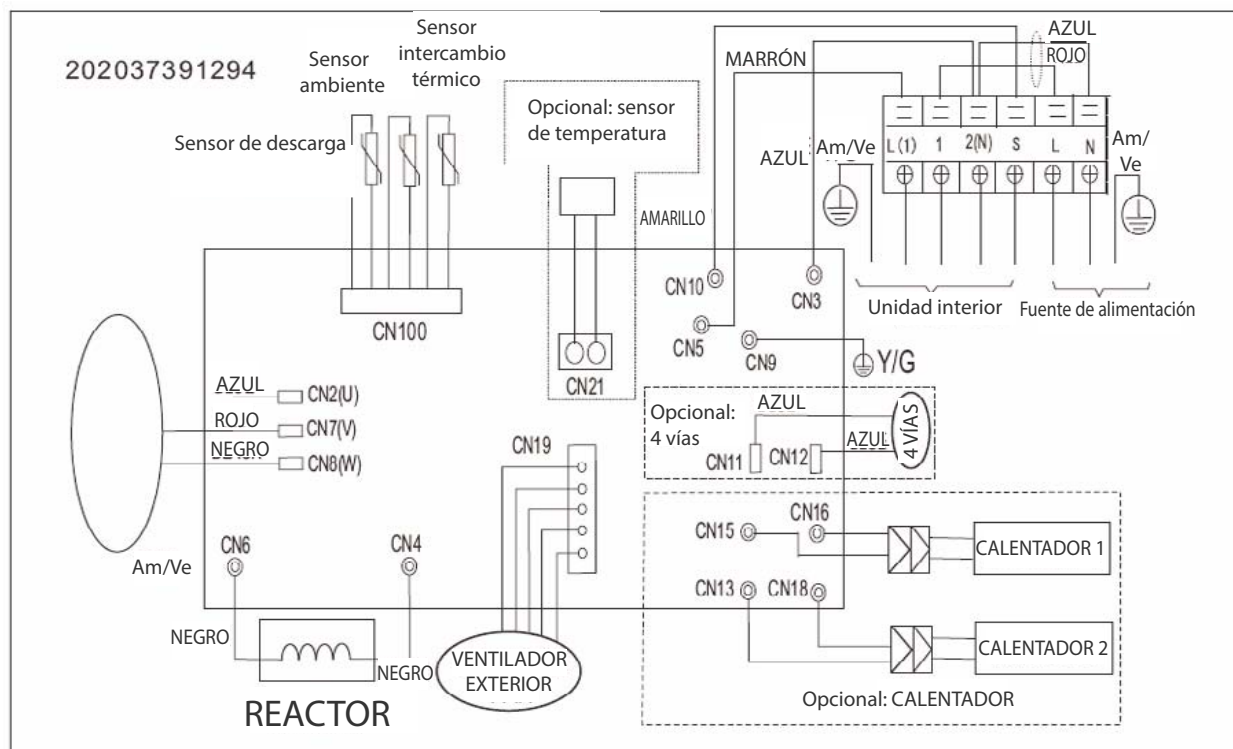 202037391294
Sensor
ambiente
Sensor
intercambio
térmico
Sensor de descarga
Opcional: sensor
de temperatura
MARRÓN
AZUL
ROJO
AZUL
Am/Ve
L(1) 1 2(N) S L N
Am/
Ve
AMARILLO
CN10
CN3
Unidad interior
Fuente de alimentación
CN100
CN5
CN9
Y/G
CN21
AZUL
CN2(U)
ROJO
CN7(V)
NEGRO
CN8(W)
CN19
Opcional:
4 vías
AZUL
AZUL
4 VÍAS
CN11
CN12
CN6
CN4
Am/Ve
CN15
CN16
CALENTADOR 1
CN13
CN18
CALENTADOR 2
Opcional: CALENTADOR
NEGRO
NEGRO
REACTOR
VENTILADOR
EXTERIOR